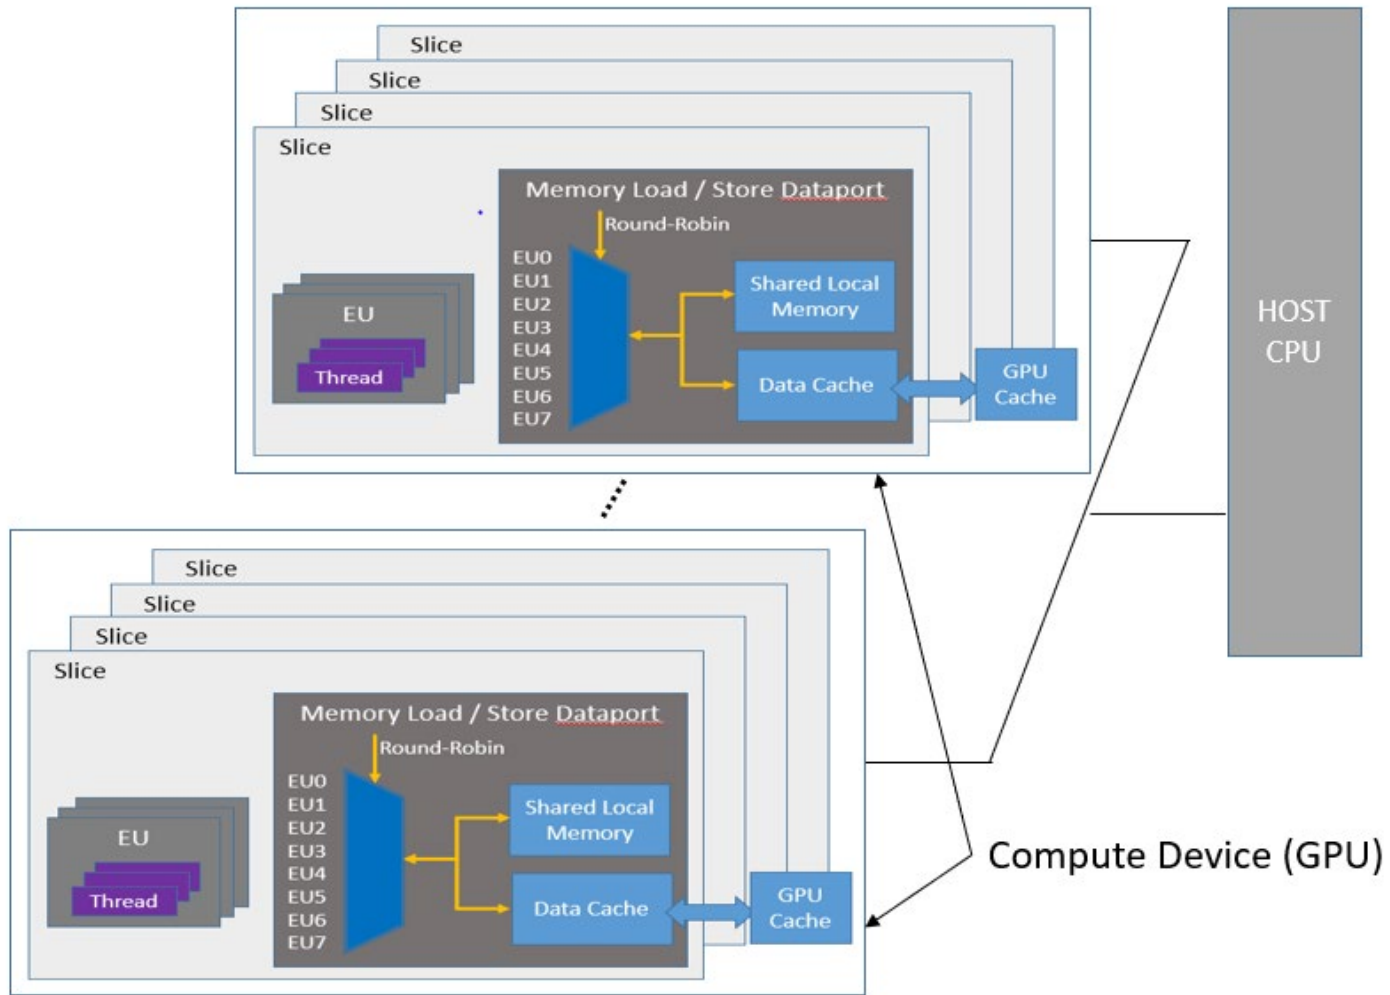 Slice
Slice
Slice
Slice
Memory Load / Store Dataport
Round-Robin
EU0
EU1
EU2
EU3
EU4
EU5
EU6
EU7
Shared Local
Memory
Data Cache
GPU
Cache
EU
Thread
HOST
CPU
Slice
Slice
Slice
Slice
Memory Load / Store Dataport
Round-Robin
EU0
EU1
EU2
EU3
EU4
EU5
EU6
EU7
Shared Local
Memory
Data Cache
GPU
Cache
EU
Thread
Compute Device (GPU)